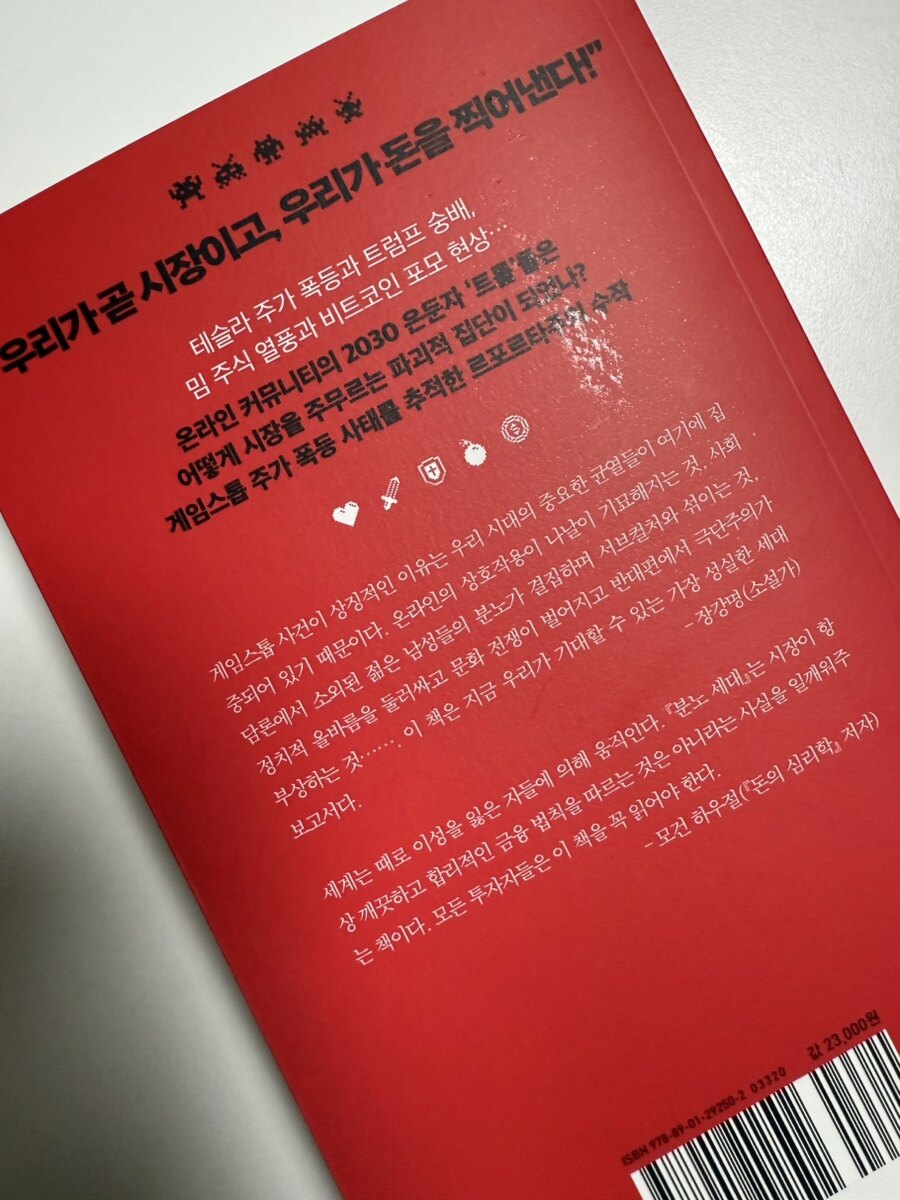 우리가 곧 시장이고, 우리가 돈을 찍어낸다!”
테슬라 주가 폭등과 트럼프 숭배,
밈 주식 열풍과 비트코인 포모 현상…
온라인 커뮤니티의 2030 은둔자 ‘트롤’들은
어떻게 시장을 주무르는 파괴적 집단이 되었나?
게임스톱 주가 폭등 사태를 추적한 르포르타주의 수작
게임스톱 사건이 상징적인 이유는 우리 시대의 중요한 균열들이 여기에 집
중되어 있기 때문이다. 온라인의 상호작용이 나날이 기묘해지는 것, 사회
담론에서 소외된 젊은 남성들의 분노가 결집하며 서브컬처와 섞이는 것,
정치적 올바름을 둘러싸고 문화 전쟁이 벌어지고 반대편에서 극단주의가
부상하는 것……. 이 책은 지금 우리가 기대할 수 있는 가장 성실한 세대
보고서다.
- 장강명(소설가)
세계는 때로 이성을 잃은 자들에 의해 움직인다. 『분노 세대』는 시장이 항
상 깨끗하고 합리적인 금융 법칙을 따르는 것은 아니라는 사실을 일깨워주
는 책이다. 모든 투자자들은 이 책을 꼭 읽어야 한다.
- 모건 하우절(『돈의 심리학』 저자)
값 23,000원
ISBN 978-89-01-29250-2 03320